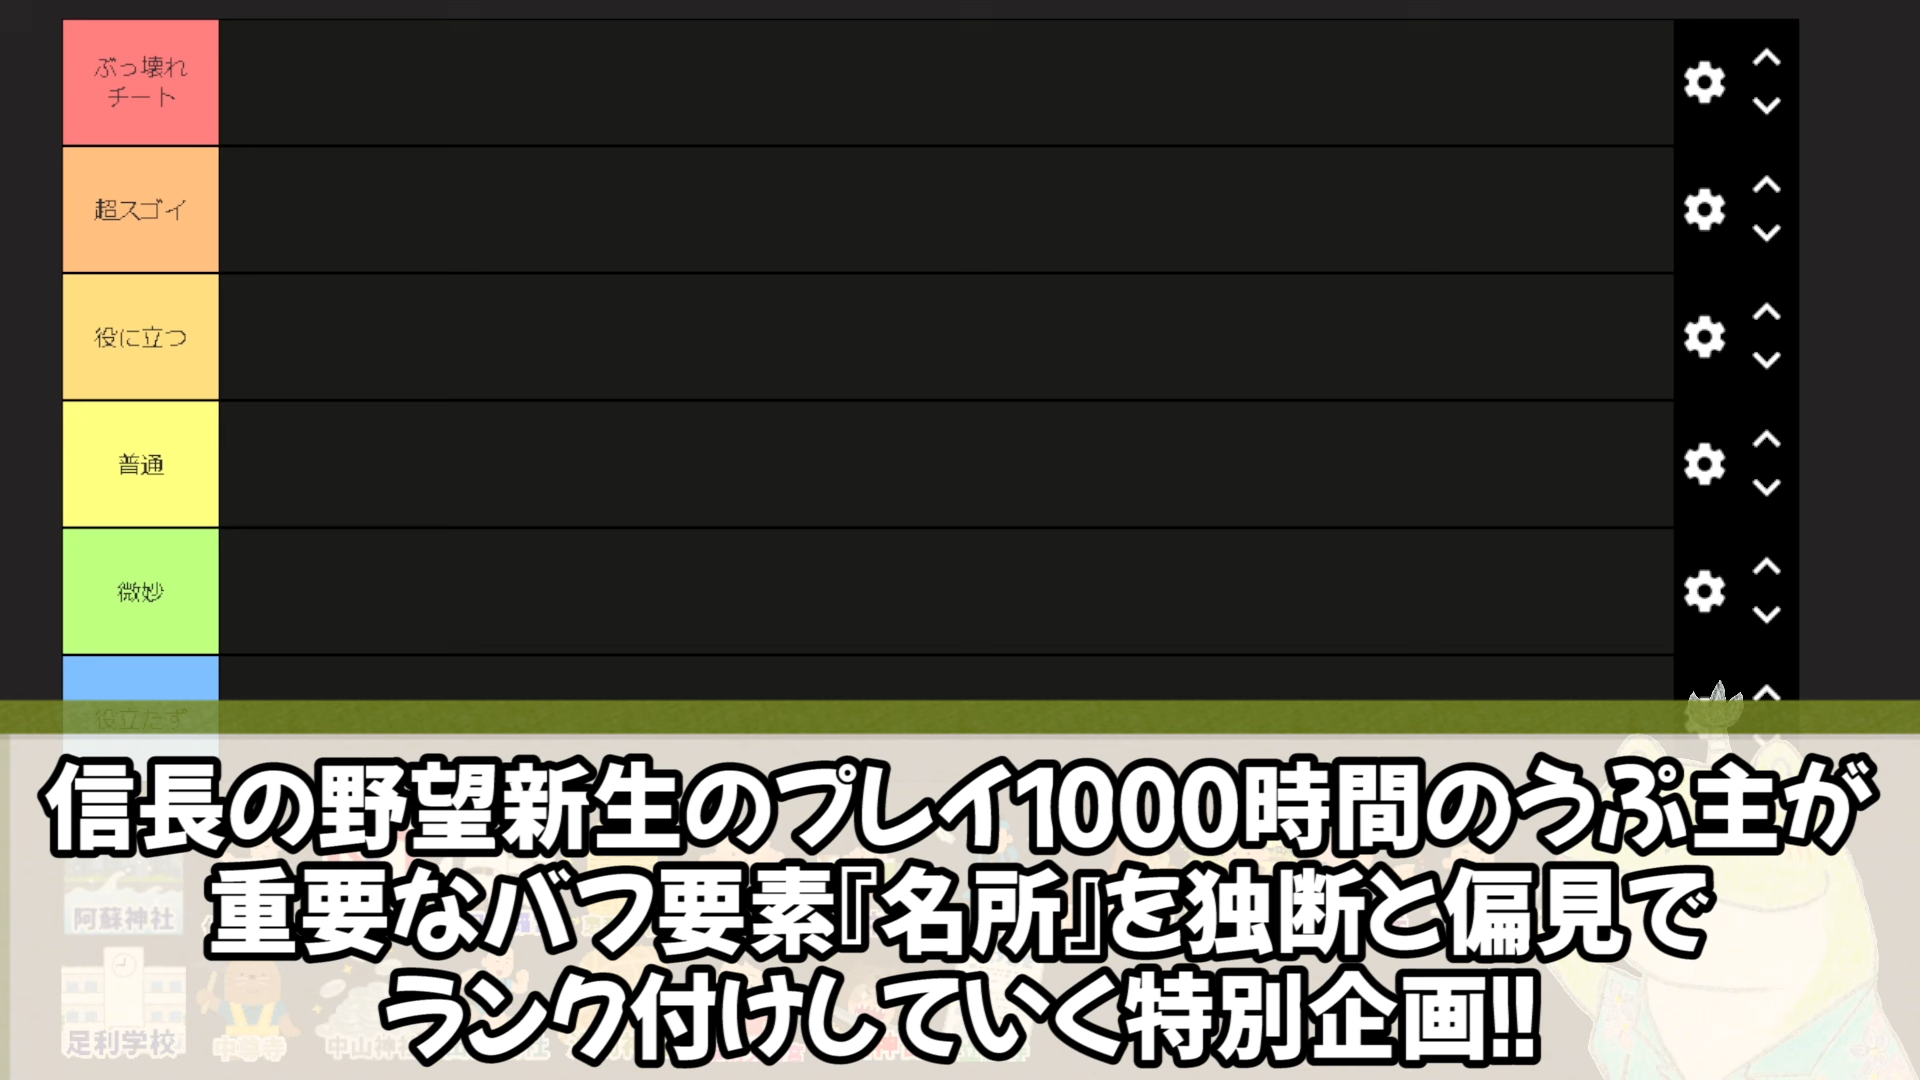 ぶっ壊れ
チート
超スゴイ
役に立つ
普通
微妙
役立たず
信長の野望新生のプレイ1000時間のうぷ主が
重要なバフ要素『名所』を独断と偏見で
ランク付けしていく特別企画!!
阿蘇神社
足利学校
中尊寺
中山神社